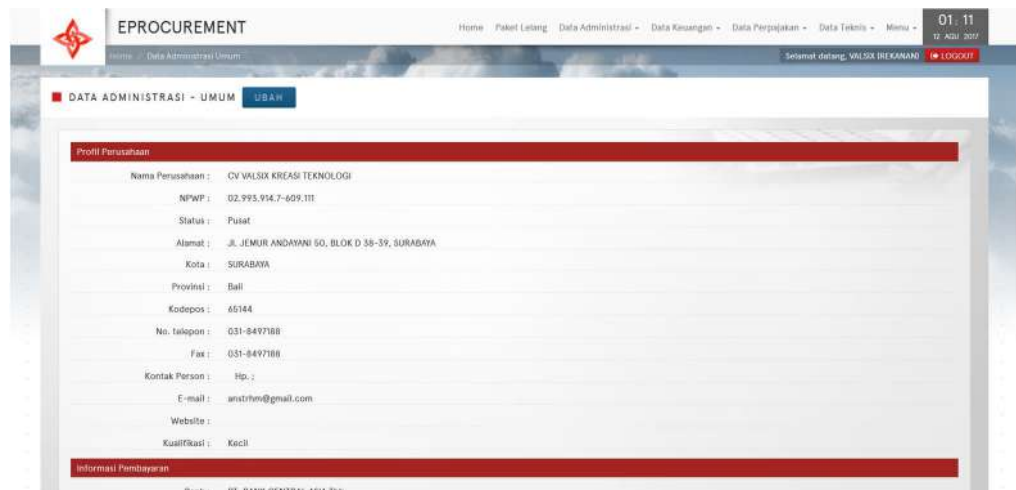 EPROCUREMENT
Home Paket Lelang Data Administrasi Data Keuangan Data Perpajakan Data Teknis Menu
01: 11
12 AGU 2017
Home / Data Administrasi Umum
Selamat datang, VALSIX (REKANAN) LOGOUT
DATA ADMINISTRASI - UMUM UBAH
Profil Perusahaan
Nama Perusahaan : CV VALSIX KREASI TEKNOLOGI
NPWP : 02.993.914.7-609.111
Status : Pusat
Alamat : JL. JEMUR ANDAYANI 50, BLOK D 38-39, SURABAYA
Kota : SURABAYA
Provinsi : Bali
Kodepos : 65144
No. telepon : 031-8497188
Fax : 031-8497188
Kontak Person : Hp. :
E-mail : anstrhm@gmail.com
Website :
Kualifikasi : Kecil
Informasi Pembayaran